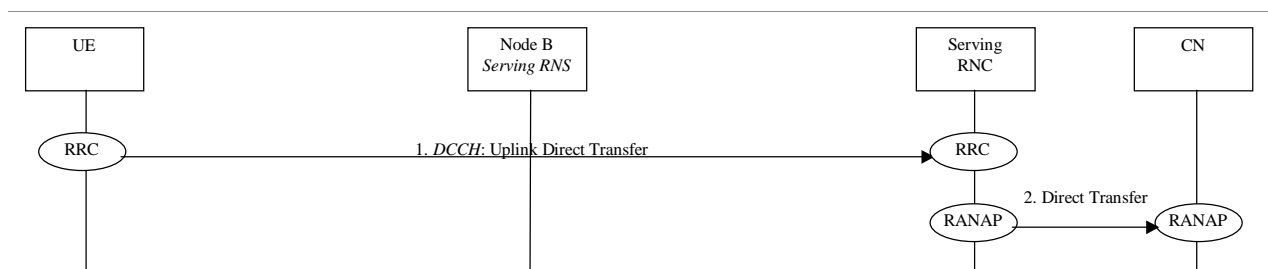 UE
Node B
Serving RNS
Serving
RNC
CN
RRC
1. DCCH: Uplink Direct Transfer
RRC
2. Direct Transfer
RANAP
RANAP